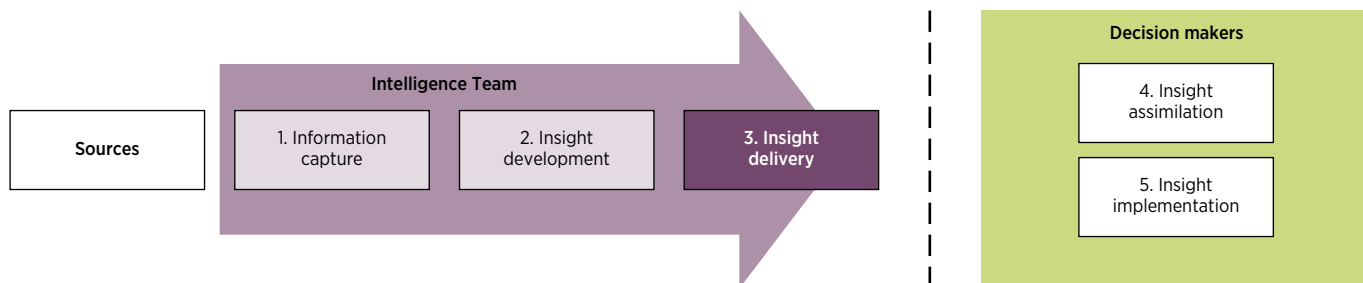 Decision makers
Intelligence Team
Sources
1. Information
capture
2. Insight
development
3. Insight
delivery
4. Insight
assimilation
5. Insight
implementation